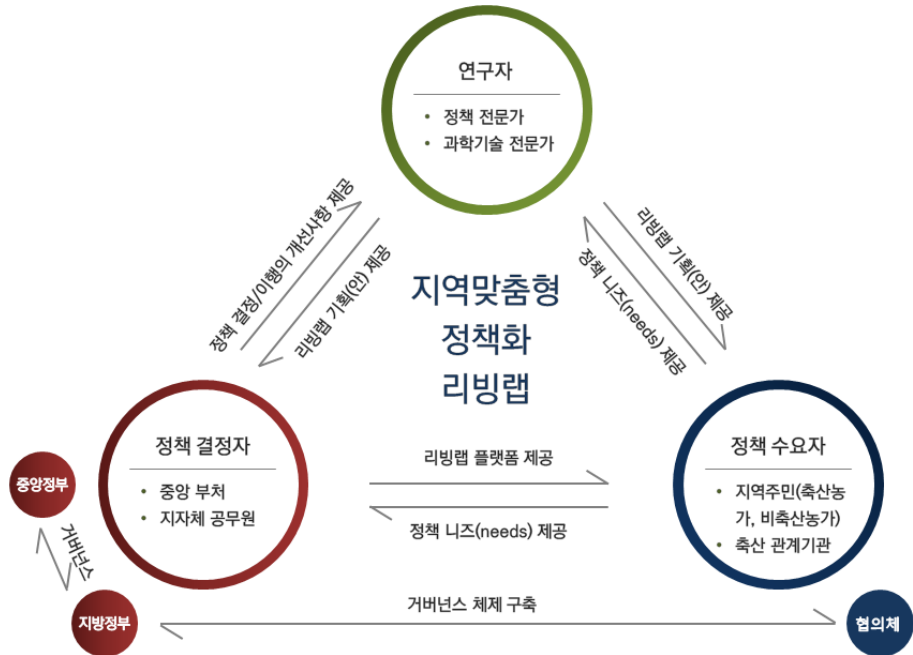 연구자
• 정책 전문가
• 과학기술 전문가
정책 결정/이행의 개선사항 제공
리빙랩 기획(안) 제공
리빙랩 기획(안) 제공
정책 니즈(needs) 제공
지역맞춤형
정책화
리빙랩
정책 결정자
• 중앙 부처
• 지자체 공무원
리빙랩 플랫폼 제공
정책 니즈(needs) 제공
정책 수요자
• 지역주민(축산농
가, 비축산농가)
• 축산 관계기관
중앙정부
거버넌스
지방정부
거버넌스 체제 구축
협의체